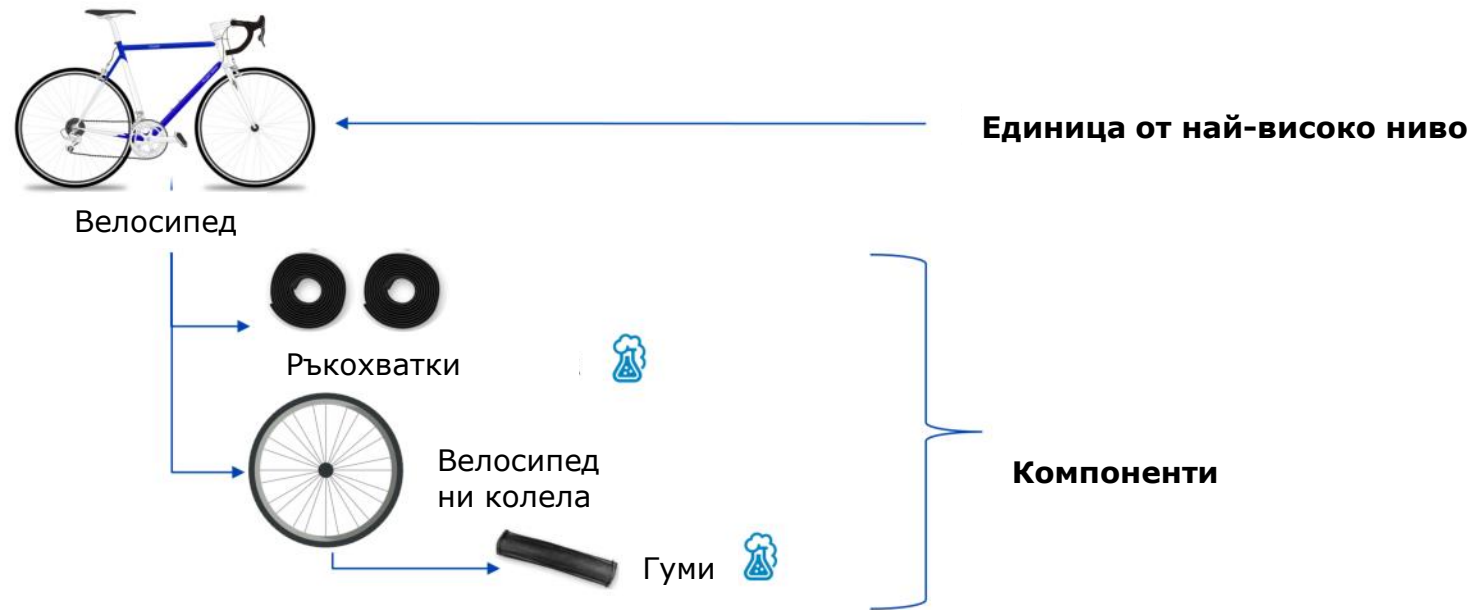 Единица от най-високо ниво
Велосипед
Ръкохватки
Велосипед
ни колела
Компоненти
Гуми